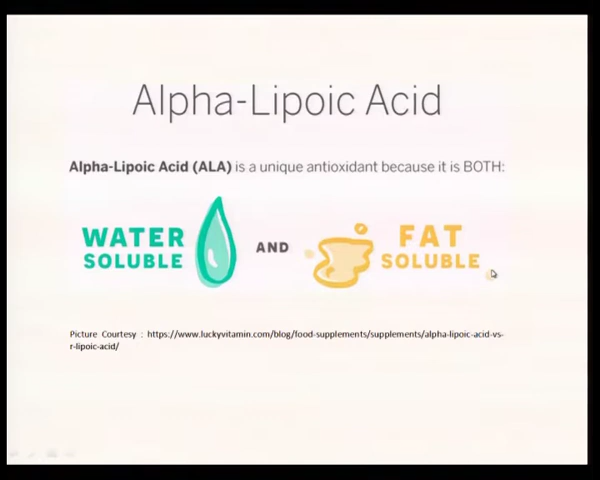 Alpha-Lipoic Acid
Alpha-Lipoic Acid (ALA) is a unique antioxidant because it is BOTH:
WATER SOLUBLE
AND
FAT SOLUBLE
Picture Courtesy : https://www.luckyvitamin.com/blog/food-supplements/supplements/alpha-lipoic-acid-vs-
r-lipoic-acid/